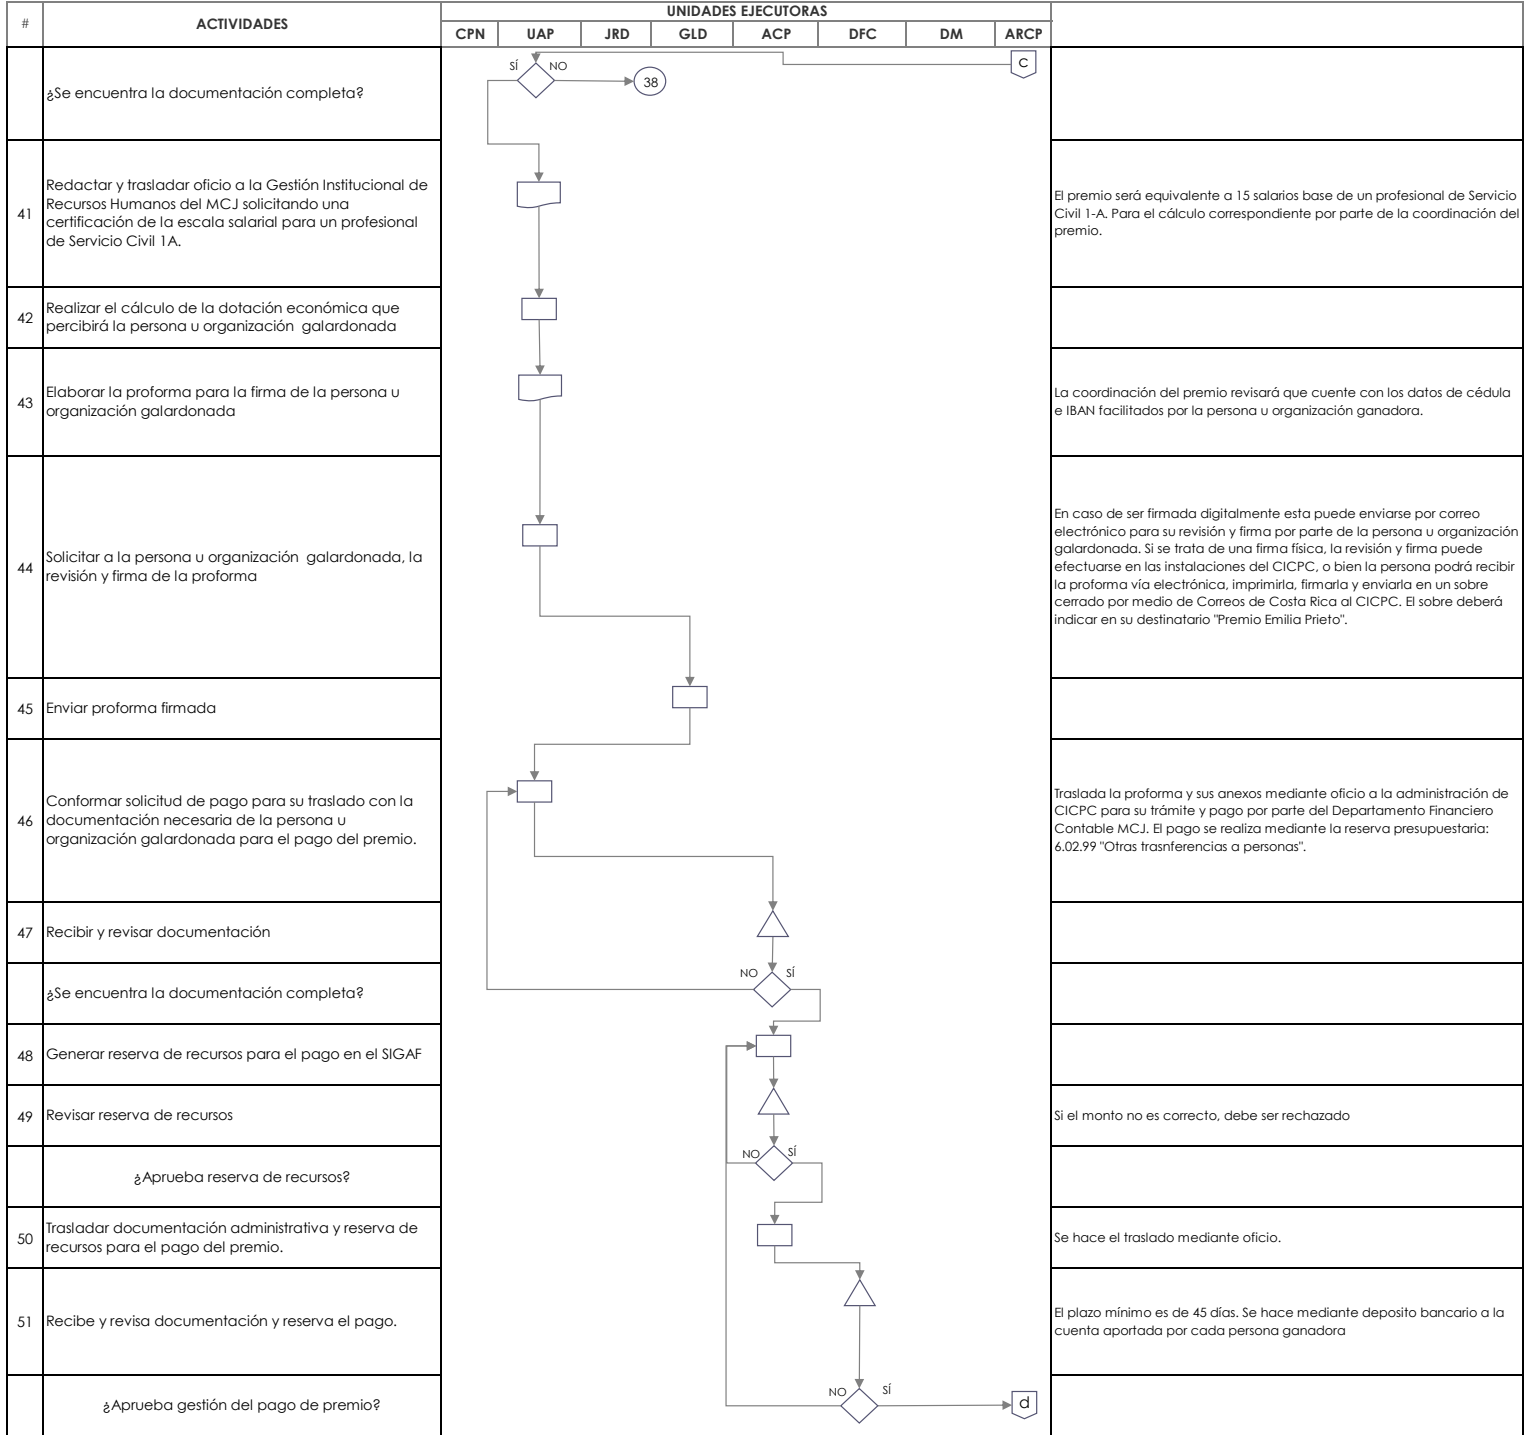 #
ACTIVIDADES
UNIDADES EJECUTORAS
CPN UAP JRD GLD ACP DFC DM ARCP
C
SÍ NO
38
¿Se encuentra la documentación completa?
41
Redactar y trasladar oficio a la Gestión Institucional de
Recursos Humanos del MCJ solicitando una
certificación de la escala salarial para un profesional
de Servicio Civil 1A.
El premio será equivalente a 15 salarios base de un profesional de Servicio
Civil 1-A. Para el cálculo correspondiente por parte de la coordinación del
premio.
42
Realizar el cálculo de la dotación económica que
percibirá la persona u organización galardonada
43
Elaborar la proforma para la firma de la persona u
organización galardonada
La coordinación del premio revisará que cuente con los datos de cédula
e IBAN facilitados por la persona u organización ganadora.
44
Solicitar a la persona u organización galardonada, la
revisión y firma de la proforma
En caso de ser firmada digitalmente esta puede enviarse por correo
electrónico para su revisión y firma por parte de la persona u organización
galardonada. Si se trata de una firma física, la revisión y firma puede
efectuarse en las instalaciones del CICPC, o bien la persona podrá recibir
la proforma vía electrónica, imprimirla, firmarla y enviarla en un sobre
cerrado por medio de Correos de Costa Rica al CICPC. El sobre deberá
indicar en su destinatario "Premio Emilia Prieto".
45
Enviar proforma firmada
46
Conformar solicitud de pago para su traslado con la
documentación necesaria de la persona u
organización galardonada para el pago del premio.
Traslada la proforma y sus anexos mediante oficio a la administración de
CICPC para su trámite y pago por parte del Departamento Financiero
Contable MCJ. El pago se realiza mediante la reserva presupuestaria:
6.02.99 "Otras trasnferencias a personas".
47
Recibir y revisar documentación
¿Se encuentra la documentación completa?
NO SÍ
48
Generar reserva de recursos para el pago en el SIGAF
49
Revisar reserva de recursos
Si el monto no es correcto, debe ser rechazado
¿Aprueba reserva de recursos?
NO SÍ
50
Trasladar documentación administrativa y reserva de
recursos para el pago del premio.
Se hace el traslado mediante oficio.
51
Recibe y revisa documentación y reserva el pago.
El plazo mínimo es de 45 días. Se hace mediante deposito bancario a la
cuenta aportada por cada persona ganadora
¿Aprueba gestión del pago de premio?
NO SÍ
d